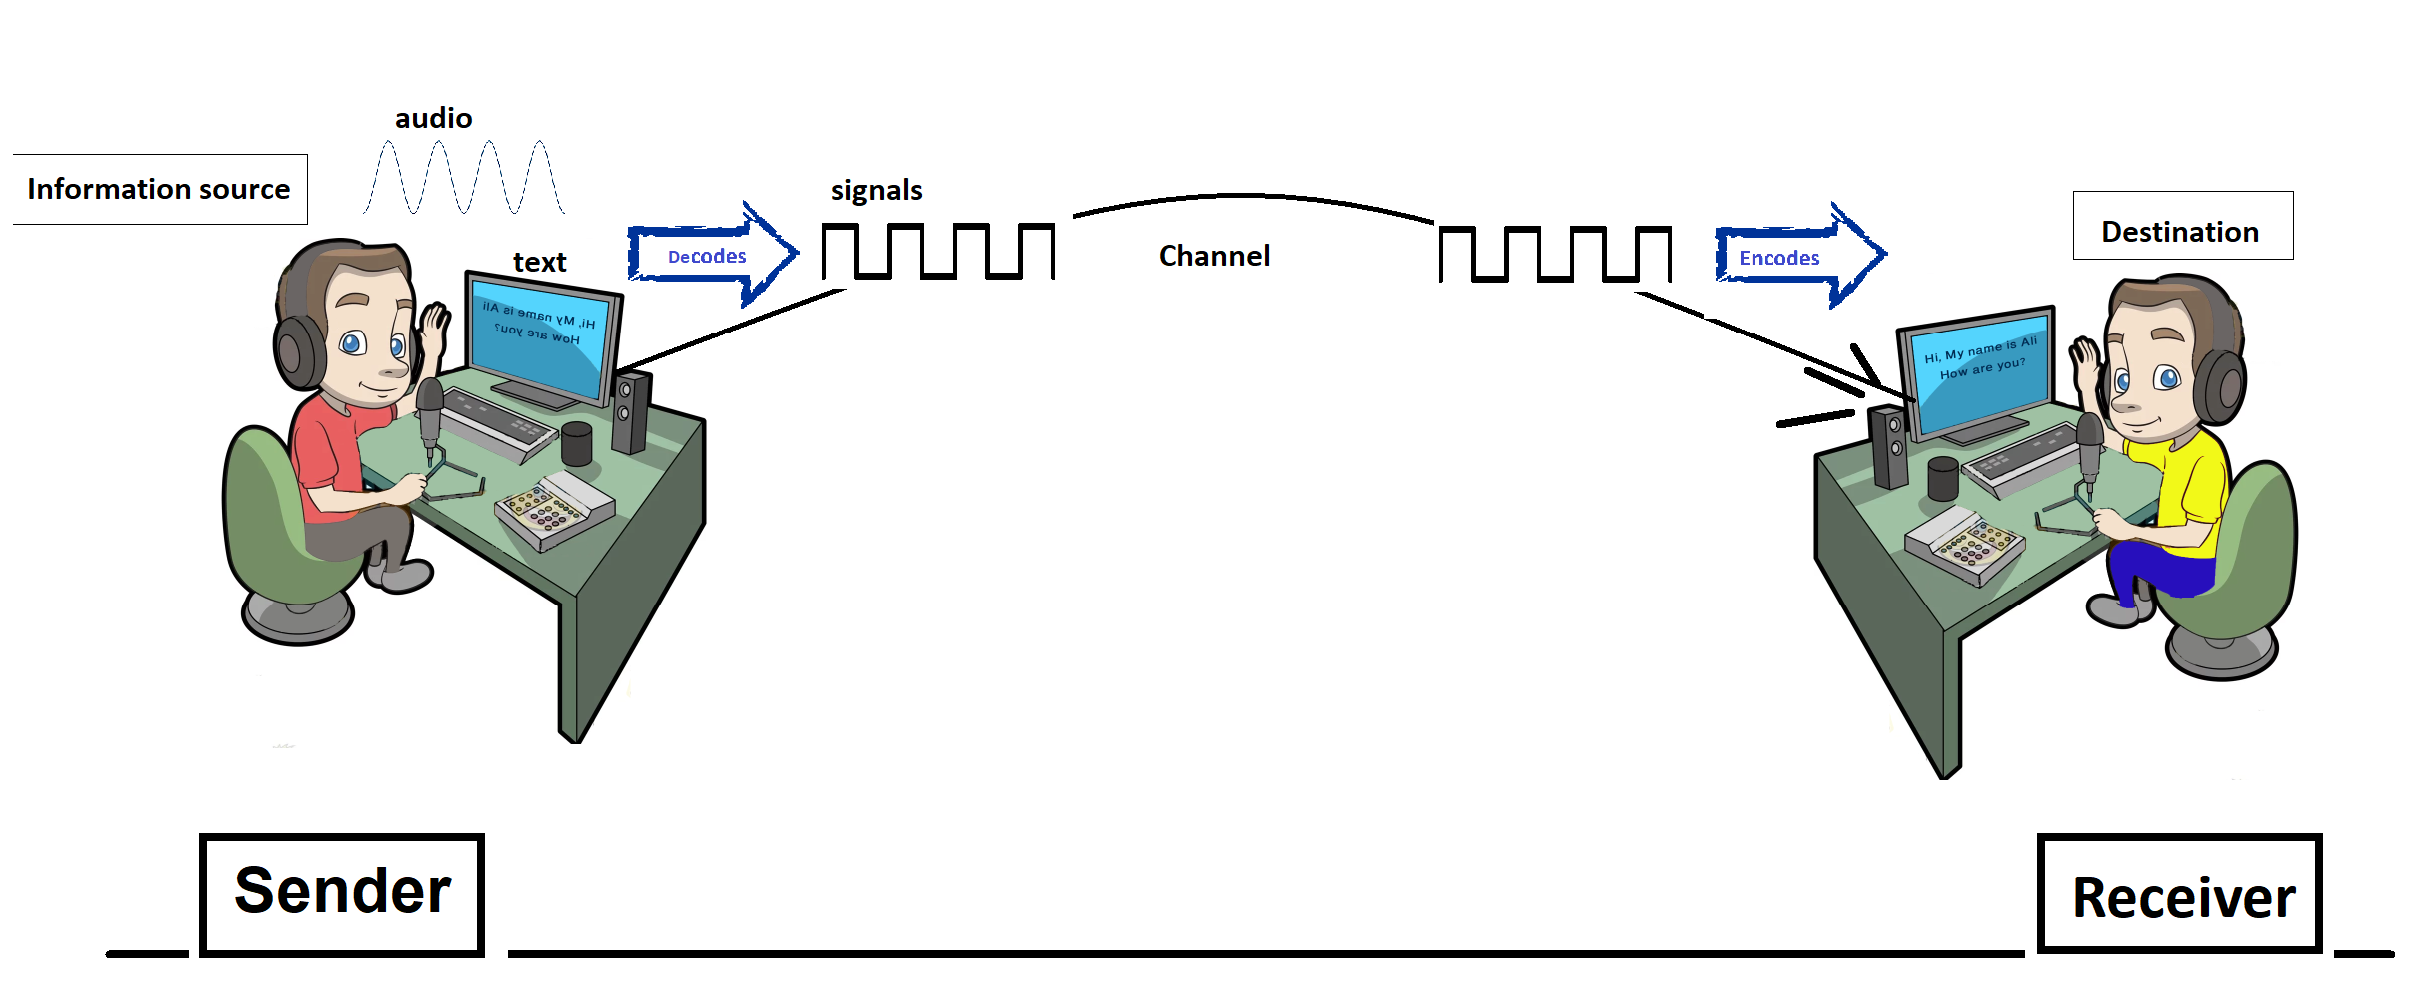 audio
Information source
signals
text
Decodes
Channel
Encodes
Destination
Hi, My name is Ali
How are you?
Hi, My name is Ali
How are you?
Sender
Receiver